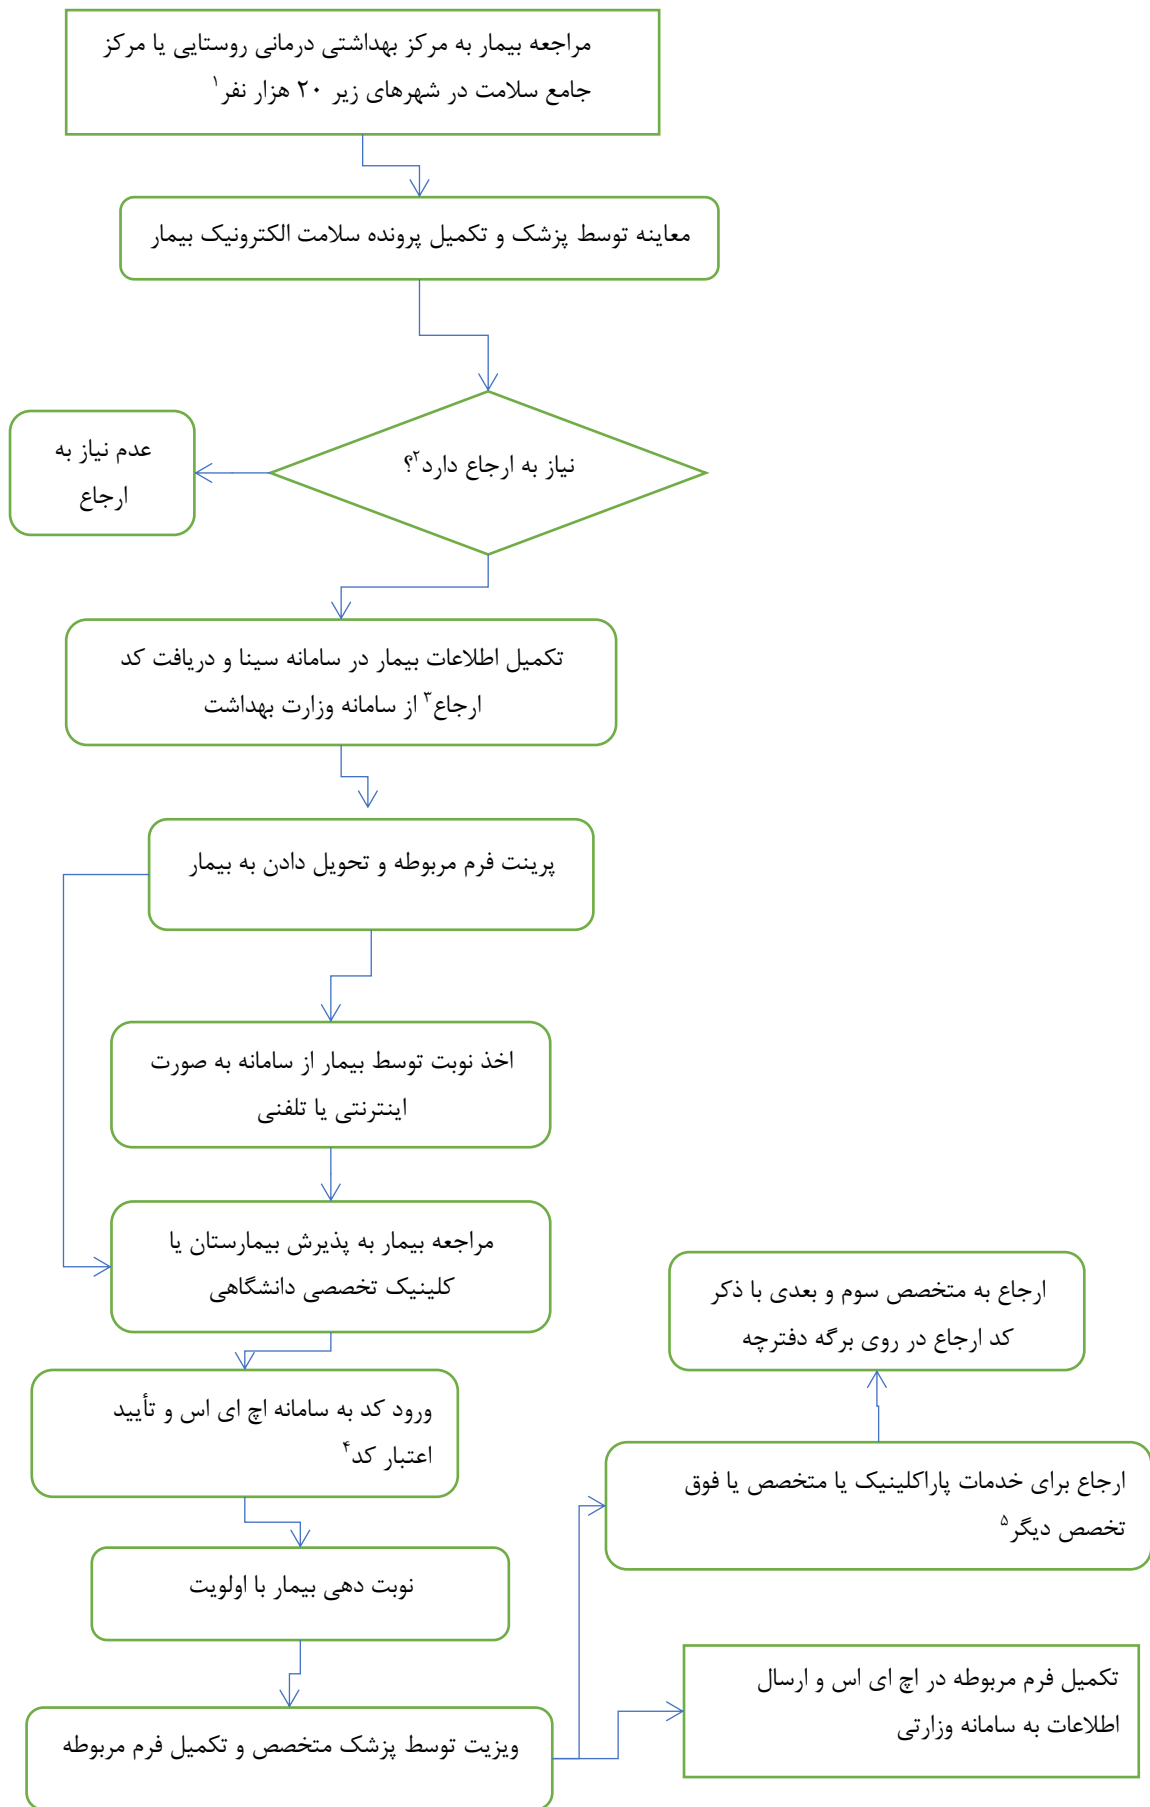 مراجعه بیمار به مرکز بهداشتی درمانی روستایی یا مرکز
جامع سلامت در شهرهای زیر ۲۰ هزار نفر۱
معاینه توسط پزشک و تکمیل پرونده سلامت الکترونیک بیمار
نیاز به ارجاع دارد۲؟
عدم نیاز به
ارجاع
تکمیل اطلاعات بیمار در سامانه سینا و دریافت کد
ارجاع۳ از سامانه وزارت بهداشت
پرینت فرم مربوطه و تحویل دادن به بیمار
اخذ نوبت توسط بیمار از سامانه به صورت
اینترنتی یا تلفنی
مراجعه بیمار به پذیرش بیمارستان یا
کلینیک تخصصی دانشگاهی
ورود کد به سامانه اچ ای اس و تأیید
اعتبار کد۴
نوبت دهی بیمار با اولویت
ویزیت توسط پزشک متخصص و تکمیل فرم مربوطه
ارجاع به متخصص سوم و بعدی با ذکر
کد ارجاع در روی برگه دفترچه
ارجاع برای خدمات پاراکلینیک یا متخصص یا فوق
تخصص دیگر۵
تکمیل فرم مربوطه در اچ ای اس و ارسال
اطلاعات به سامانه وزارتی